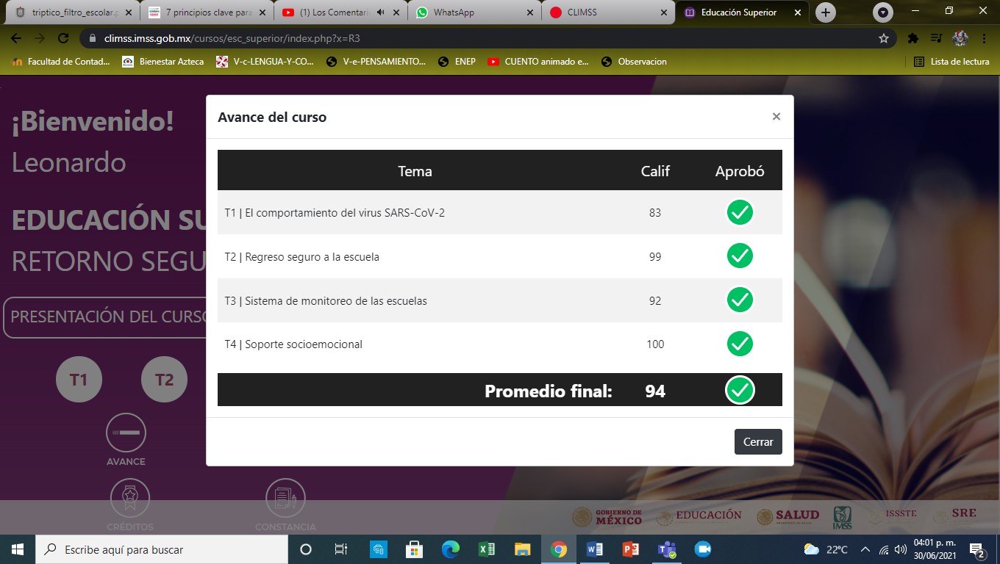 triptico_filtro_escolar.p
7 principios clave para
(1) Los Comentari
WhatsApp
CLIMSS
Educación Superior
climss.imss.gob.mx/cursos/esc_superior/index.php?x=R3
Facultad de Contad...
Bienestar Azteca
V-c-LENGUA-Y-CO...
V-e-PENSAMIENTO...
ENEP
CUENTO animado e...
Observacion
Lista de lectura
¡Bienvenido!
Leonardo
EDUCACIÓN SU
RETORNO SEGU
PRESENTACIÓN DEL CURSO
T1 T2
AVANCE
CRÉDITOS
CONSTANCIA
Avance del curso
×
Tema Calif Aprobó
T1 | El comportamiento del virus SARS-CoV-2 83
T2 | Regreso seguro a la escuela 99
T3 | Sistema de monitoreo de las escuelas 92
T4 | Soporte socioemocional 100
Promedio final: 94
Cerrar
GOBIERNO DE
MÉXICO
EDUCACIÓN
SALUD
IMSS
ISSSTE
SRE
Escribe aquí para buscar
22°C
04:01 p. m.
30/06/2021
2